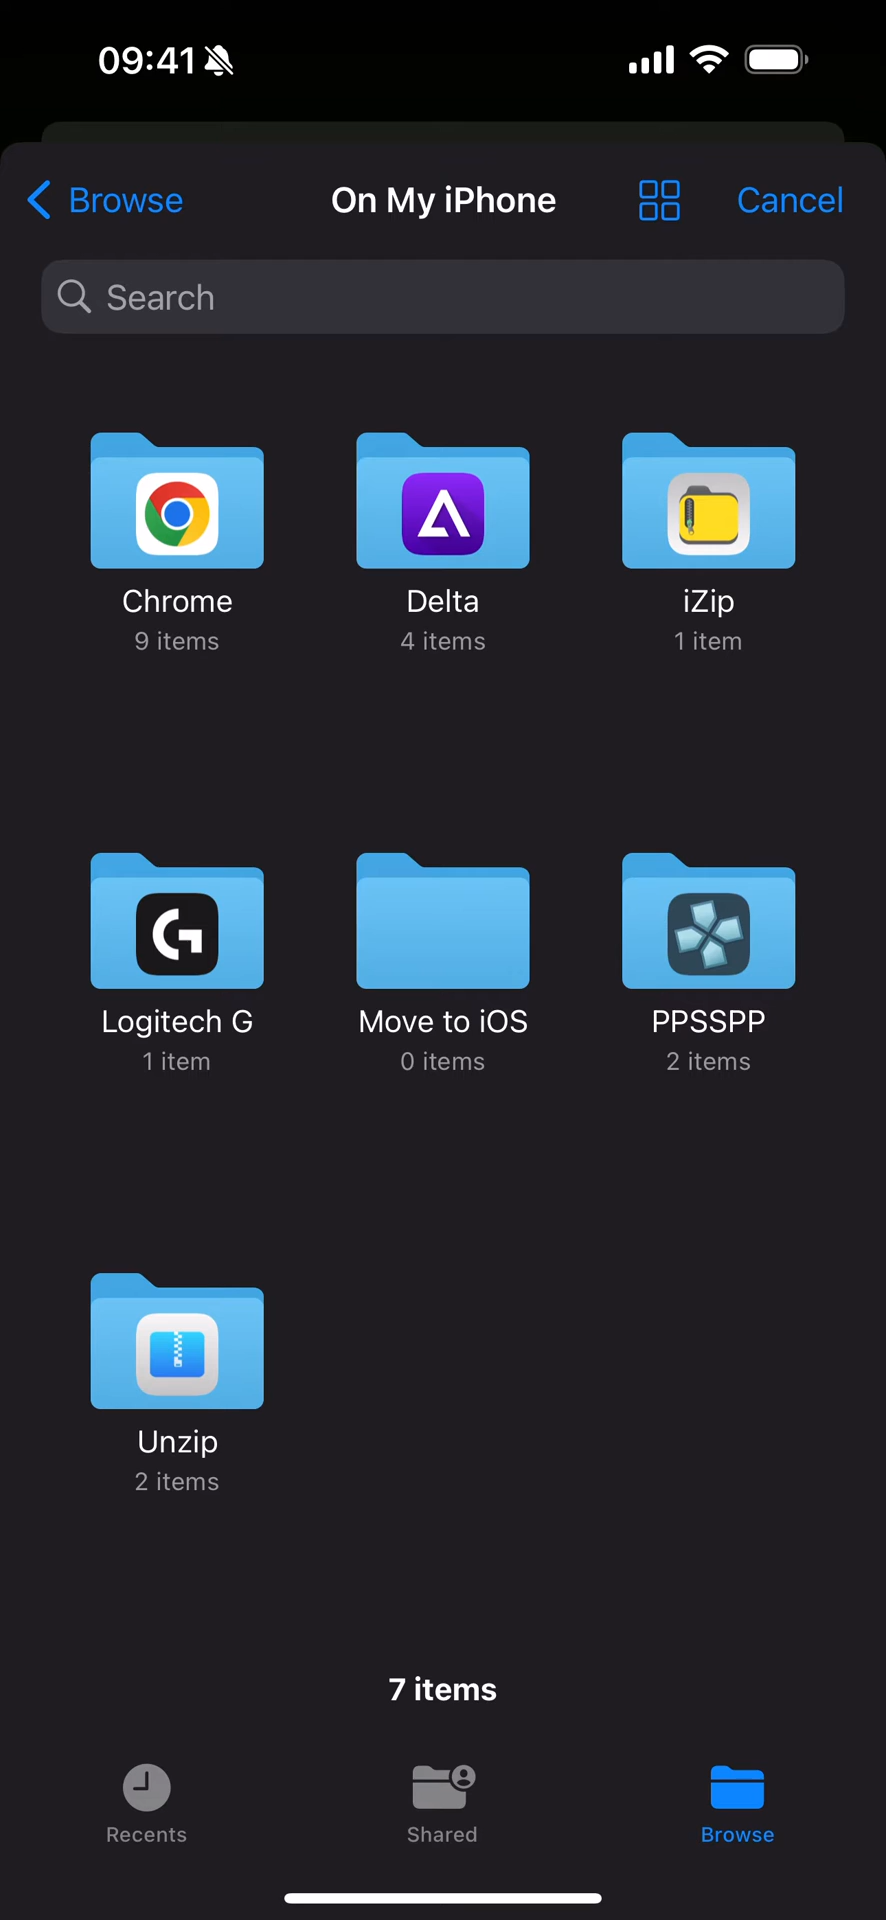 09:41
Browse
On My iPhone
Cancel
Search
Chrome
9 items
Delta
4 items
iZip
1 item
Logitech G
1 item
Move to iOS
0 items
PPSSPP
2 items
Unzip
2 items
7 items
Recents
Shared
Browse